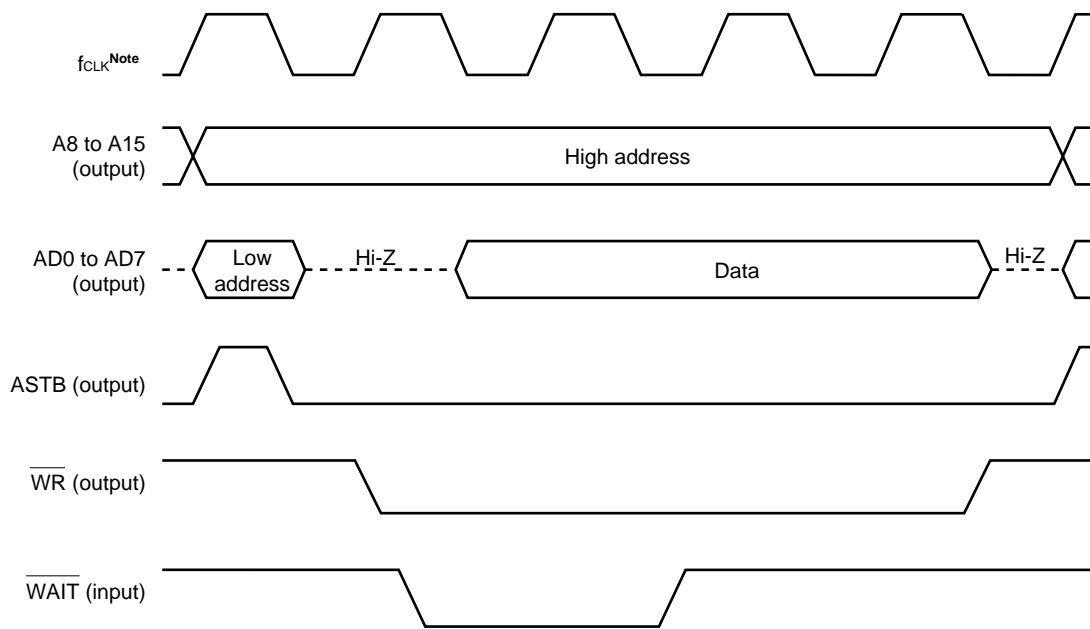 fCLKNote
A8 to A15
(output)
High address
AD0 to AD7
(output)
Low
address
Hi-Z
Data
Hi-Z
ASTB (output)
WR (output)
WAIT (input)